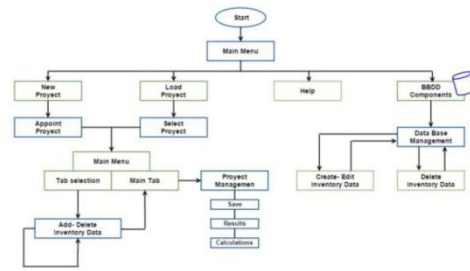 Start
Main Menu
New
Proyect
Load
Proyect
Help
BBDD
Components
Appoint
Proyect
Select
Proyect
Data Base
Management
Main Menu
Tab selection
Main Tab
Proyect
Managemen
Create- Edit
Inventory Data
Delete
Inventory Data
Save
Add- Delete
Inventory Data
Results
Calculations